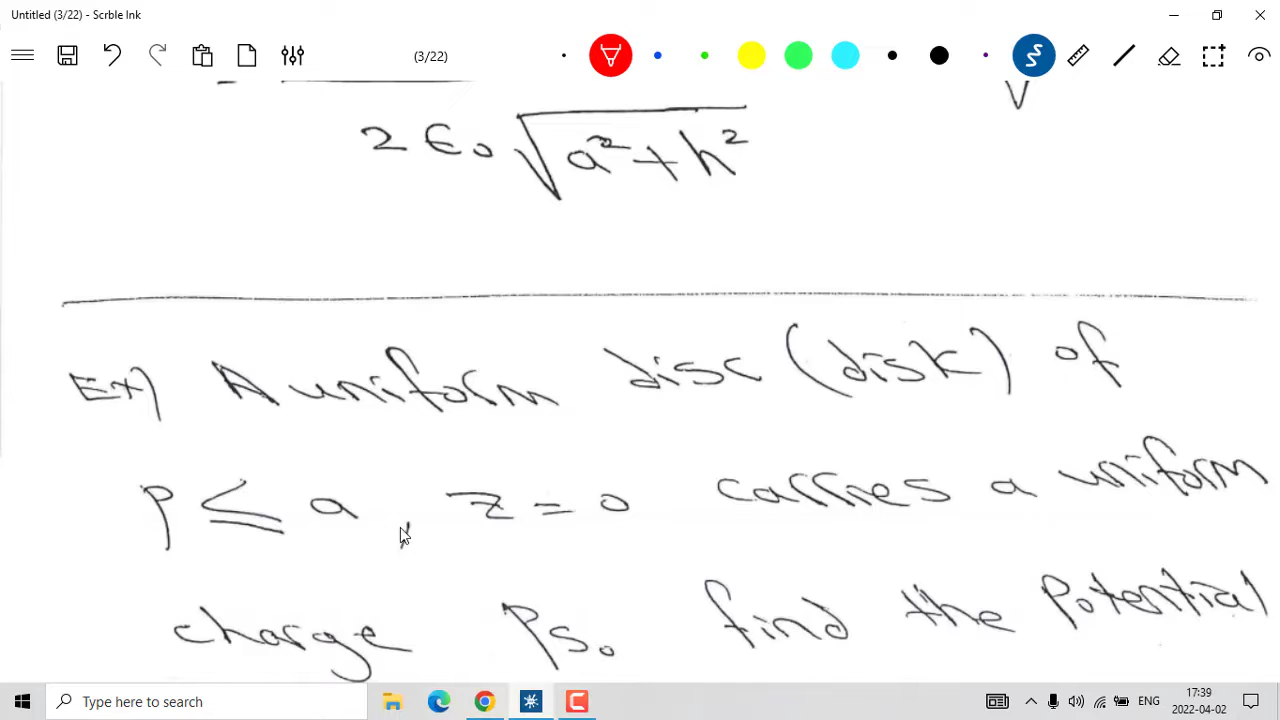 Untitled (3/22) - Scrble Ink
(3/22)
2 ϵ₀ √(a² + h²)
V
Ex) A uniform disc (disk) of
ρ ≤ a, z = 0 carries a uniform
charge ρs. find the potential
Type here to search
ENG
17:39
2022-04-02